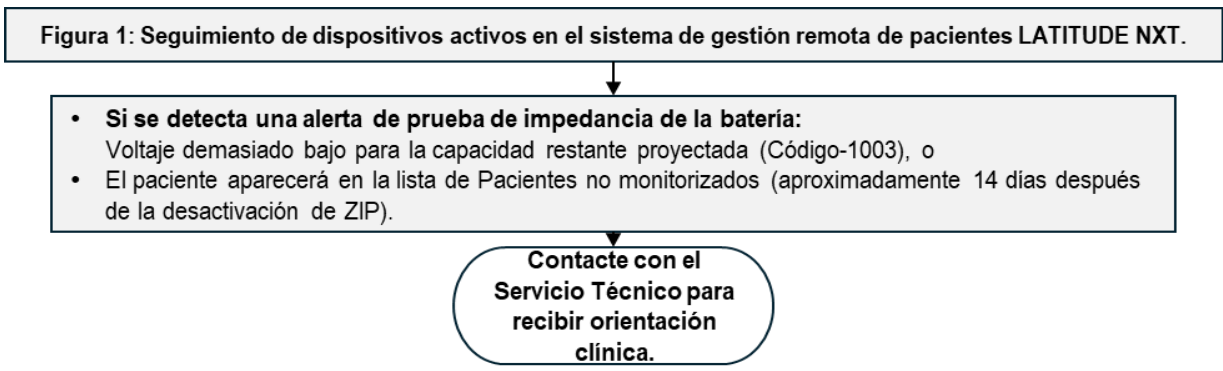 Figura 1: Seguimiento de dispositivos activos en el sistema de gestión remota de pacientes LATITUDE NXT.
• Si se detecta una alerta de prueba de impedancia de la batería:
Voltaje demasiado bajo para la capacidad restante proyectada (Código-1003), o
• El paciente aparecerá en la lista de Pacientes no monitorizados (aproximadamente 14 días después
de la desactivación de ZIP).
Contacte con el
Servicio Técnico para
recibir orientación
clínica.